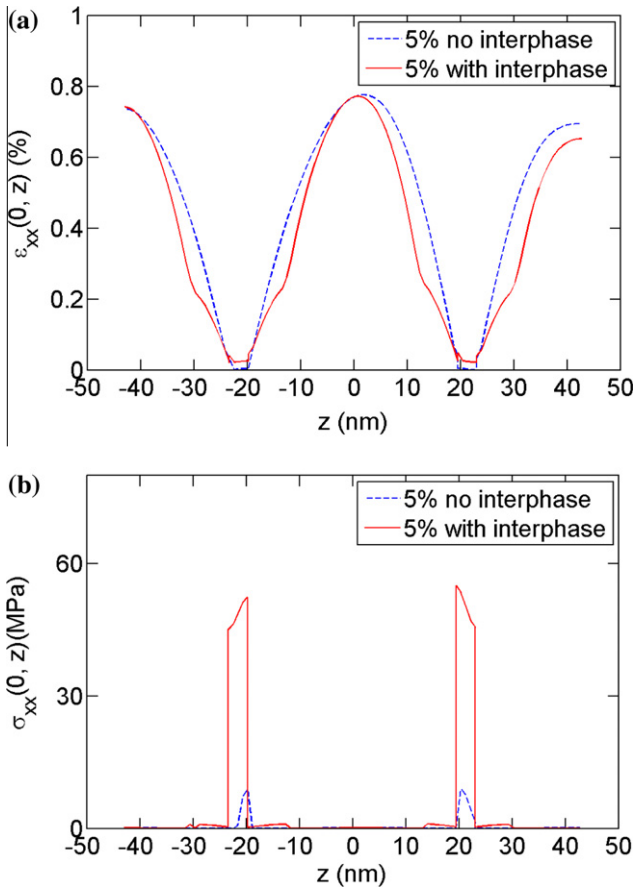 (a)
5% no interphase
5% with interphase
1
0.8
0.6
0.4
0.2
0
ε_xx(0, z) (%)
-50 -40 -30 -20 -10 0 10 20 30 40 50
z (nm)
(b)
5% no interphase
5% with interphase
60
30
0
σ_xx(0, z)(MPa)
-50 -40 -30 -20 -10 0 10 20 30 40 50
z (nm)